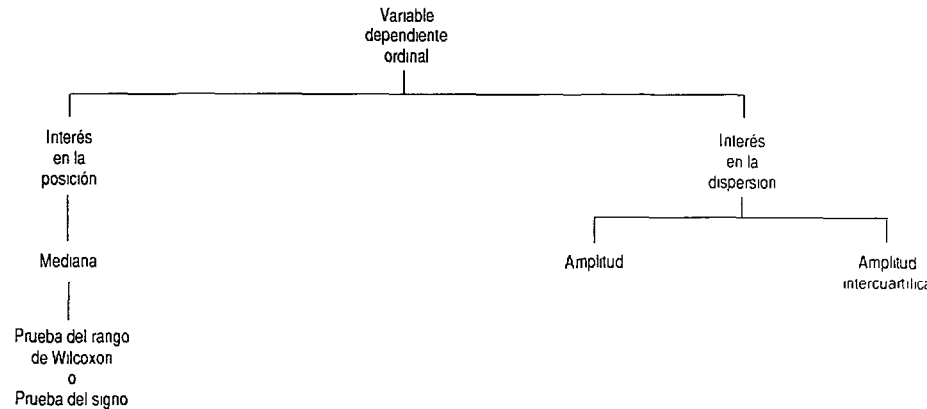 Variable
dependiente
ordinal
Interés
en la
posición
Interés
en la
dispersion
Mediana
Amplitud
Amplitud
intercuartilica
Prueba del rango
de Wilcoxon
o
Prueba del signo